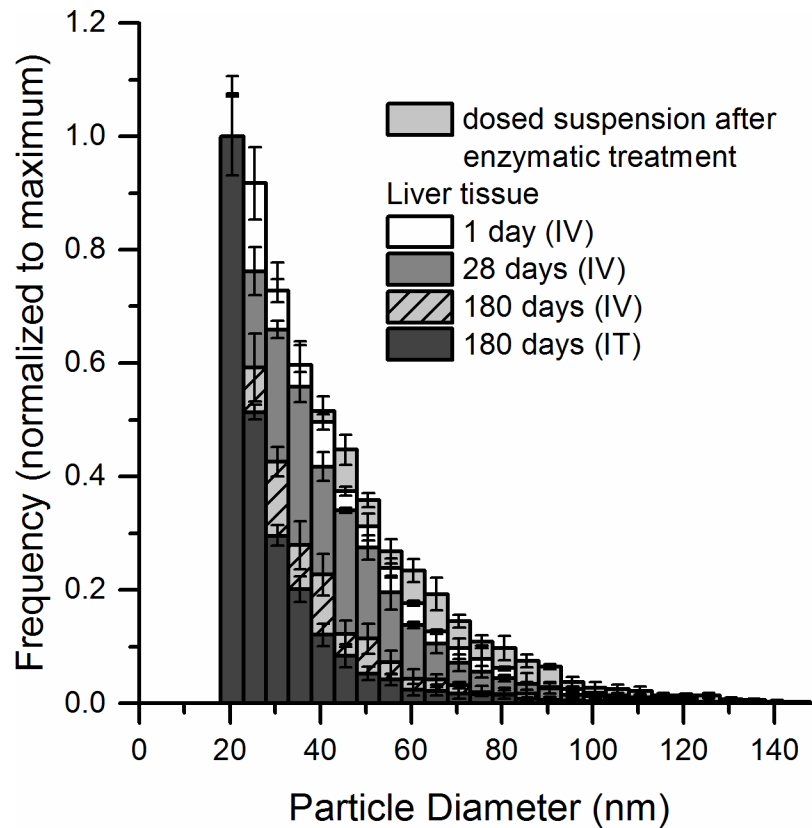 1.2
1.0
0.8
0.6
0.4
0.2
0.0
Frequency (normalized to maximum)
dosed suspension after
enzymatic treatment
Liver tissue
1 day (IV)
28 days (IV)
180 days (IV)
180 days (IT)
0 20 40 60 80 100 120 140
Particle Diameter (nm)